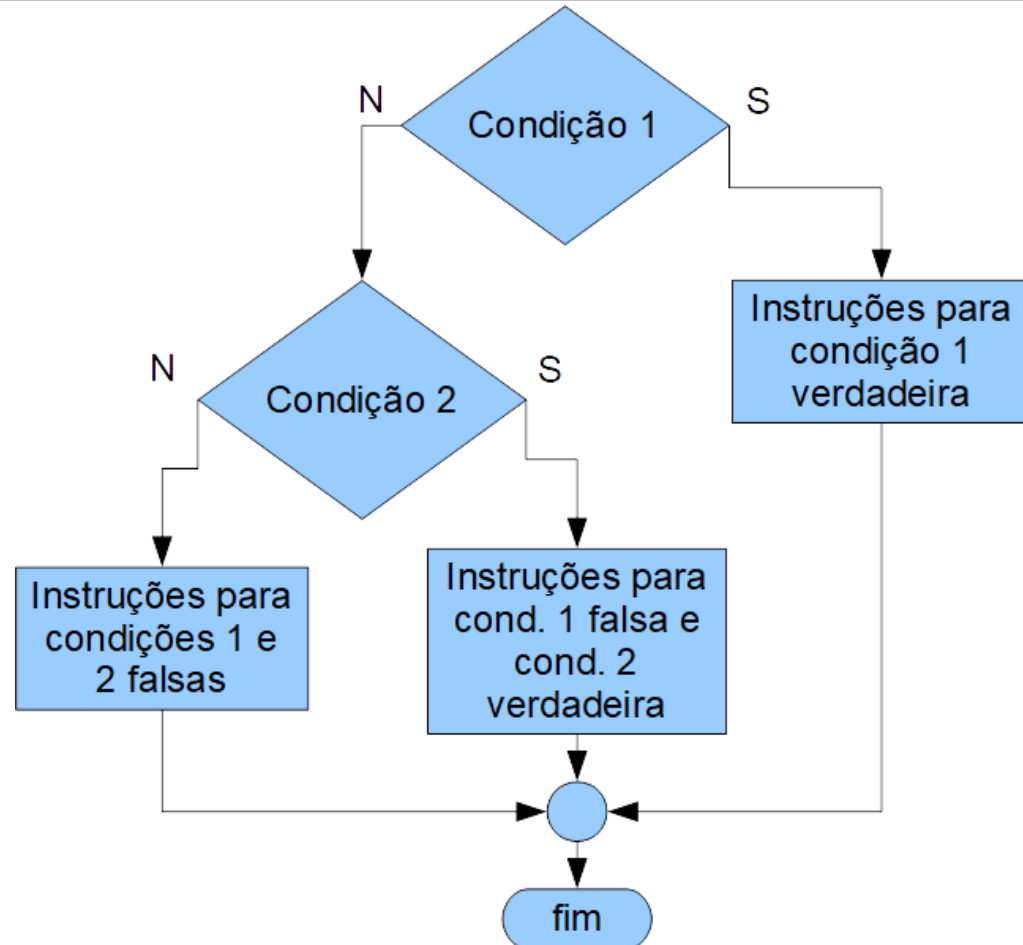 N
Condição 1
S
Instruções para
condição 1
verdadeira
N
Condição 2
S
Instruções para
condições 1 e
2 falsas
Instruções para
cond. 1 falsa e
cond. 2
verdadeira
fim